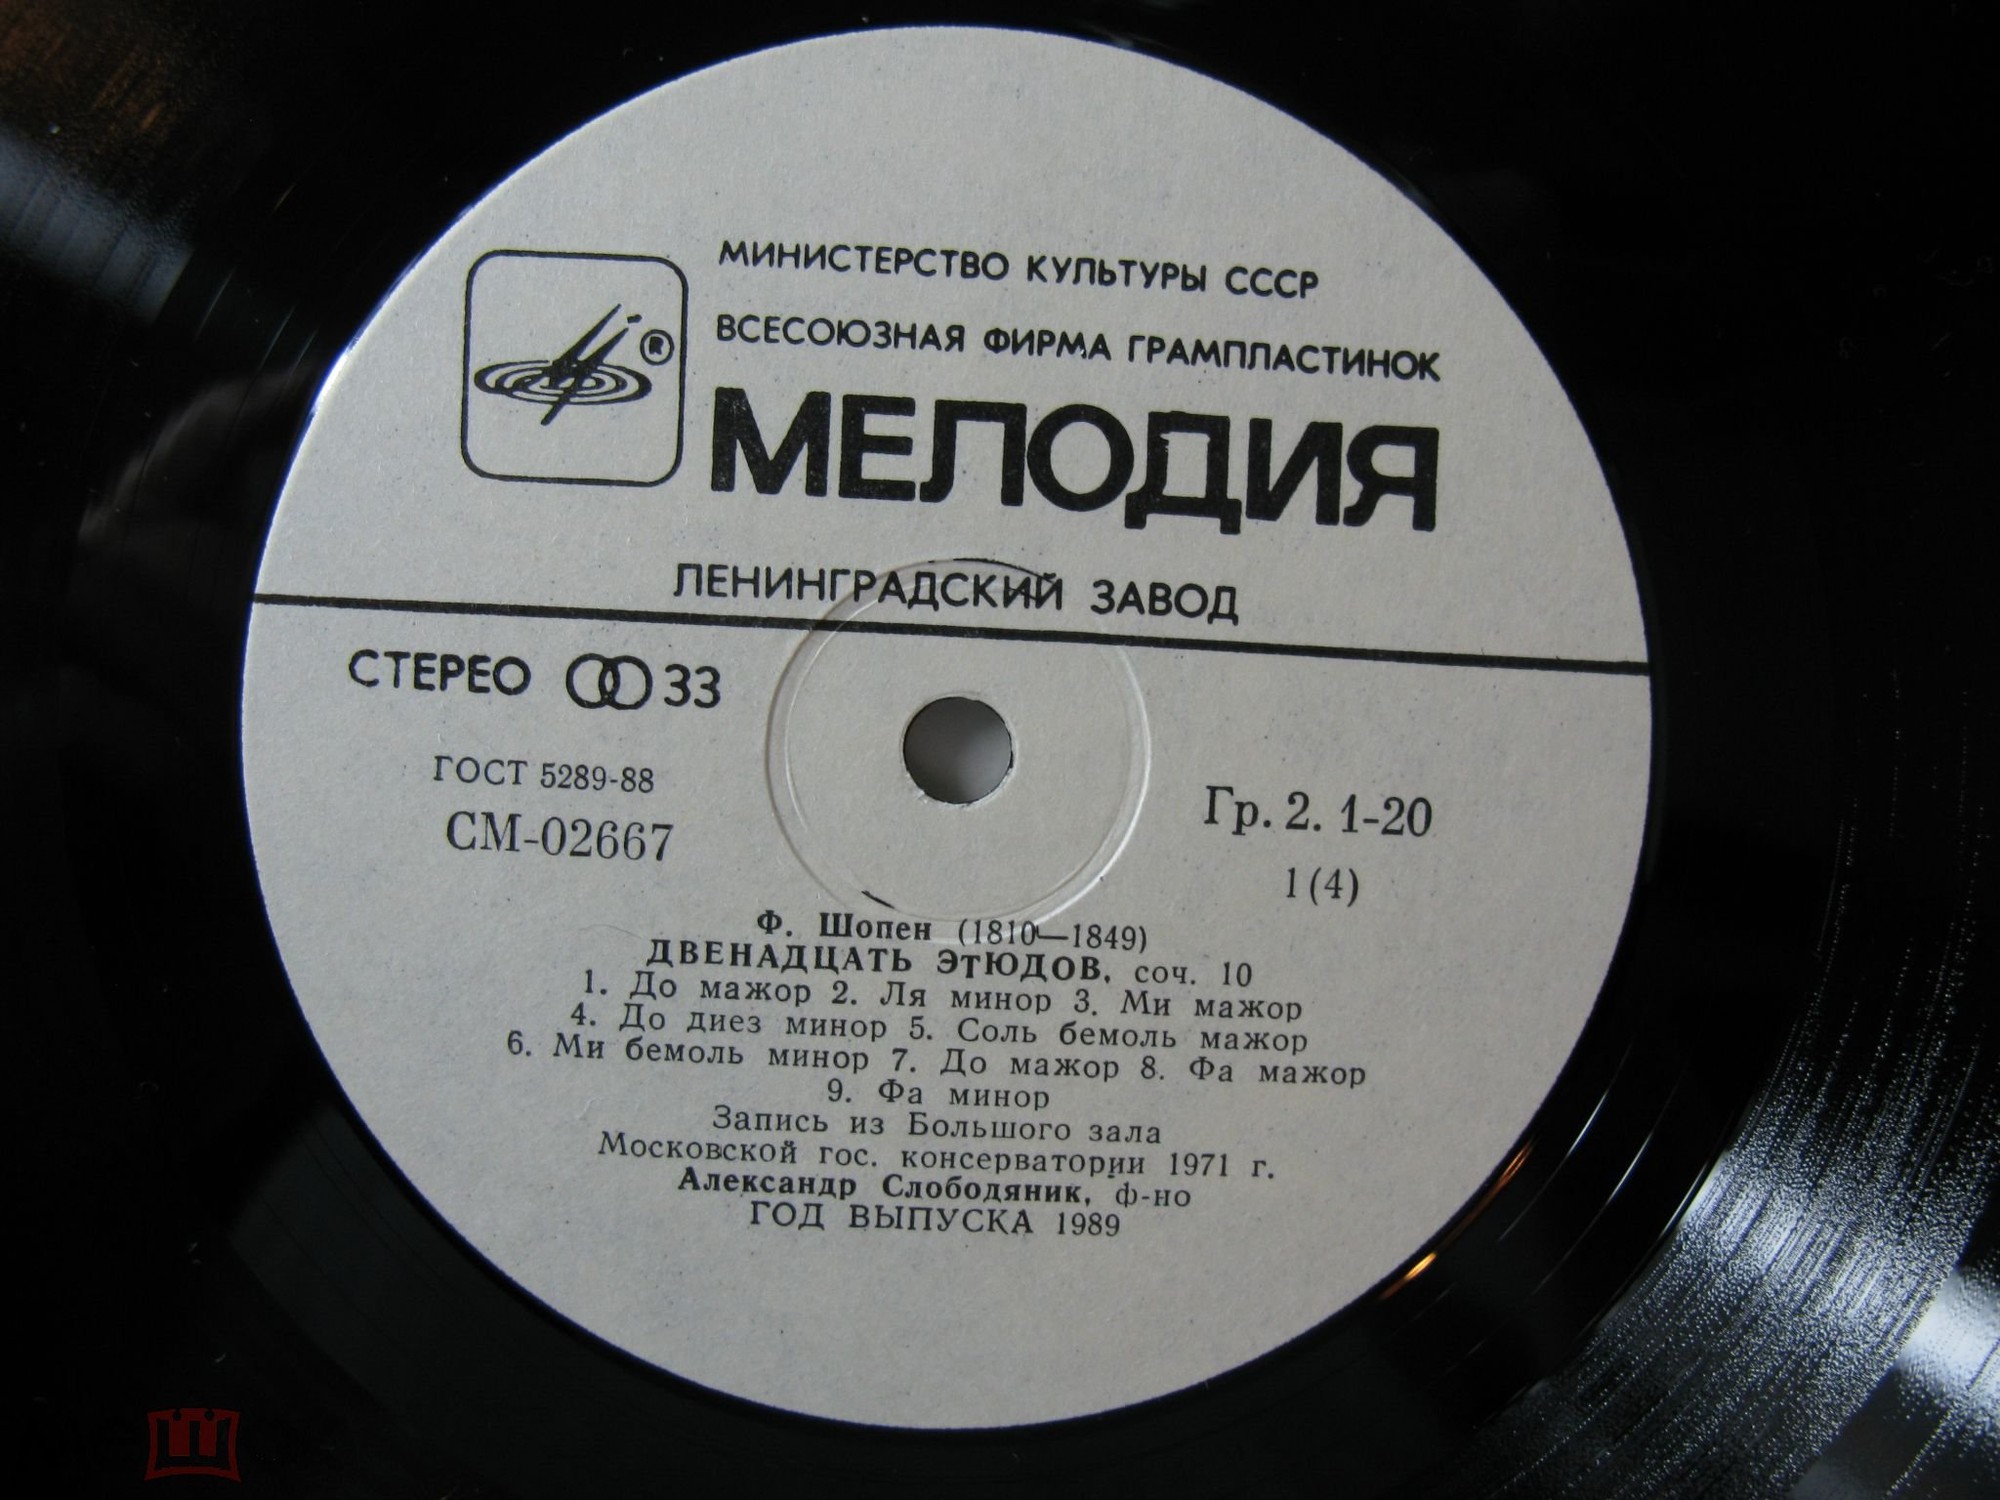 МИНИСТЕРСТВО КУЛЬТУРЫ СССР
ВСЕСОЮЗНАЯ ФИРМА ГРАМПЛАСТИНОК
®
МЕЛОДИЯ
ЛЕНИНГРАДСКИЙ ЗАВОД
СТЕРЕО 33
ГОСТ 5289-88
СМ-02667
Гр. 2. 1-20
1 (4)
Ф. Шопен (1810—1849)
ДВЕНАДЦАТЬ ЭТЮДОВ, соч. 10
1. До мажор 2. Ля минор 3. Ми мажор
4. До диез минор 5. Соль бемоль мажор
6. Ми бемоль минор 7. До мажор 8. Фа мажор
9. Фа минор
Запись из Большого зала
Московской гос. консерватории 1971 г.
Александр Слободяник, ф-но
ГОД ВЫПУСКА 1989